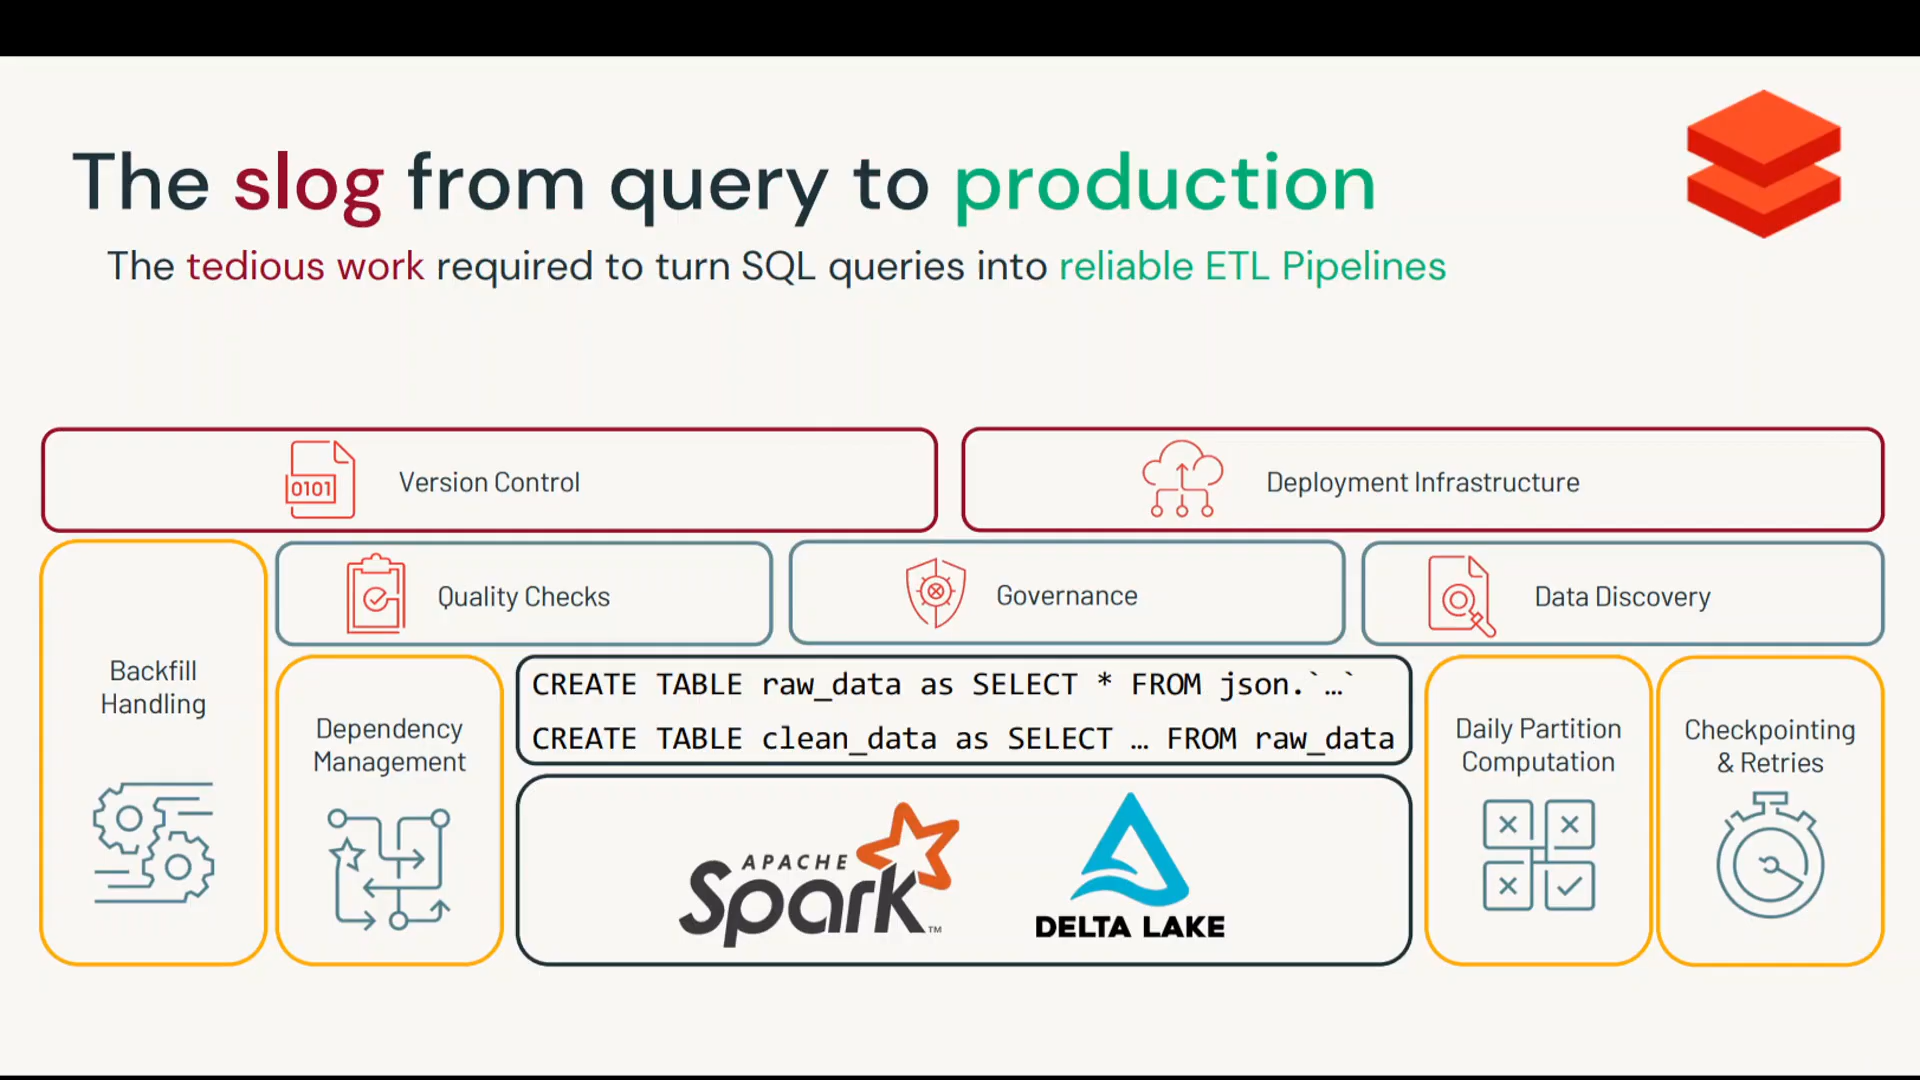 The slog from query to production
The tedious work required to turn SQL queries into reliable ETL Pipelines
0101
Version Control
Deployment Infrastructure
Quality Checks
Governance
Data Discovery
Backfill
Handling
Dependency
Management
CREATE TABLE raw_data as SELECT * FROM json.`…`
CREATE TABLE clean_data as SELECT … FROM raw_data
Daily Partition
Computation
Checkpointing
& Retries
APACHE
Spark™
DELTA LAKE